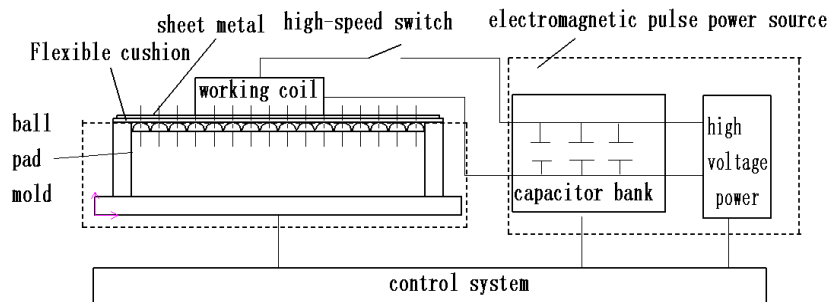 sheet metal
high-speed switch
electromagnetic pulse power source
Flexible cushion
working coil
ball
pad
mold
high
voltage
power
capacitor bank
control system